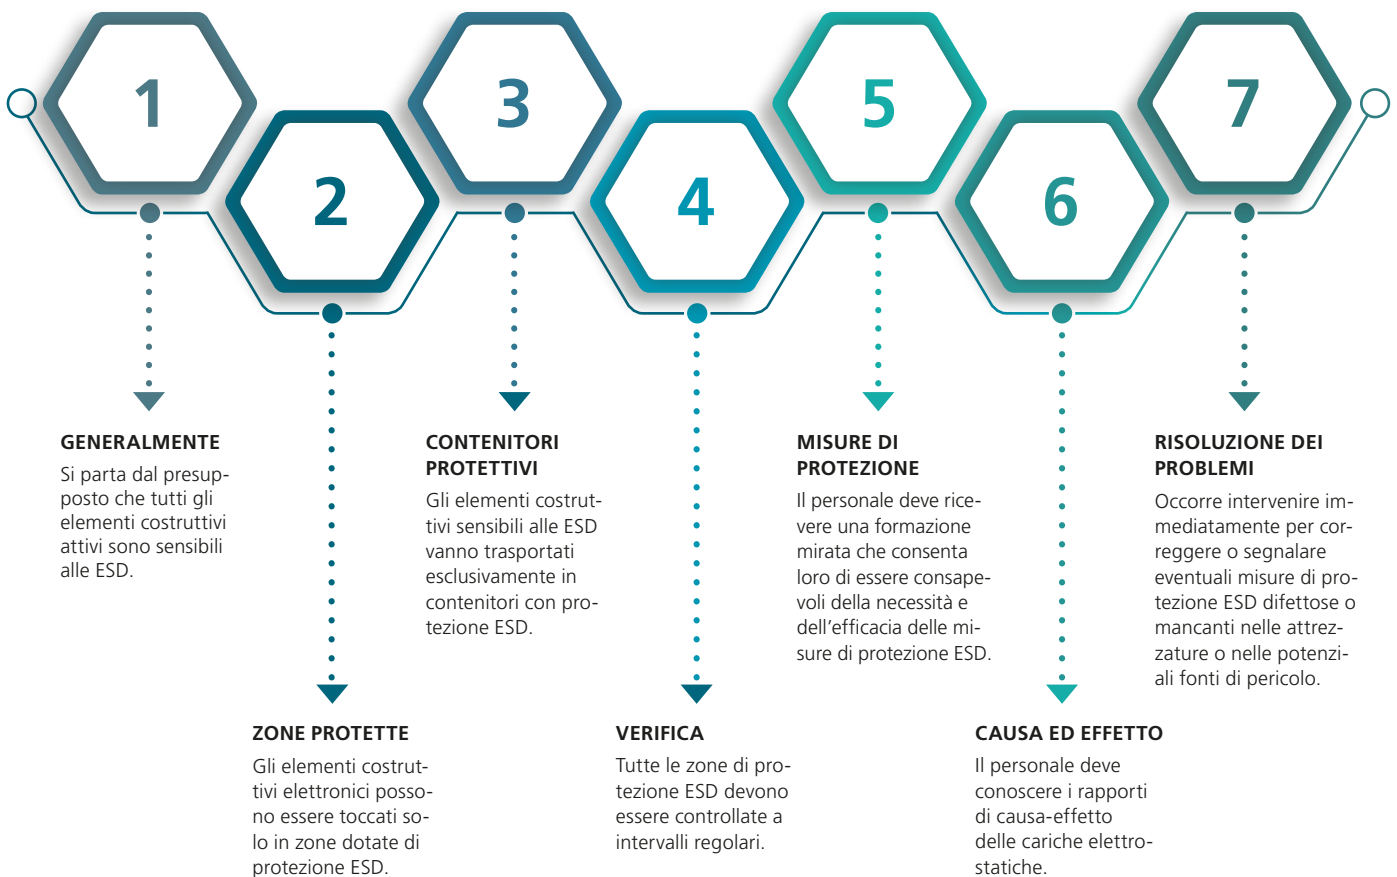 1
2
3
4
5
6
7
GENERALMENTE
Si parta dal presup-
posto che tutti gli
elementi costruttivi
attivi sono sensibili
alle ESD.
ZONE PROTETTE
Gli elementi costrut-
tivi elettronici posso-
no essere toccati so-
lo in zone dotate di
protezione ESD.
CONTENITORI
PROTETTIVI
Gli elementi costrut-
tivi sensibili alle ESD
vanno trasportati
esclusivamente in
contenitori con pro-
tezione ESD.
VERIFICA
Tutte le zone di pro-
tezione ESD devono
essere controllate a
intervalli regolari.
MISURE DI
PROTEZIONE
Il personale deve rice-
vere una formazione
mirata che consenta
loro di essere consape-
voli della necessità e
dell'efficacia delle mi-
sure di protezione ESD.
CAUSA ED EFFETTO
Il personale deve
conoscere i rapporti
di causa-effetto
delle cariche elettro-
statiche.
RISOLUZIONE DEI
PROBLEMI
Occorre intervenire im-
mediatamente per cor-
reggere o segnalare
eventuali misure di pro-
tezione ESD difettose o
mancanti nelle attrez-
zature o nelle potenzi-
ali fonti di pericolo.